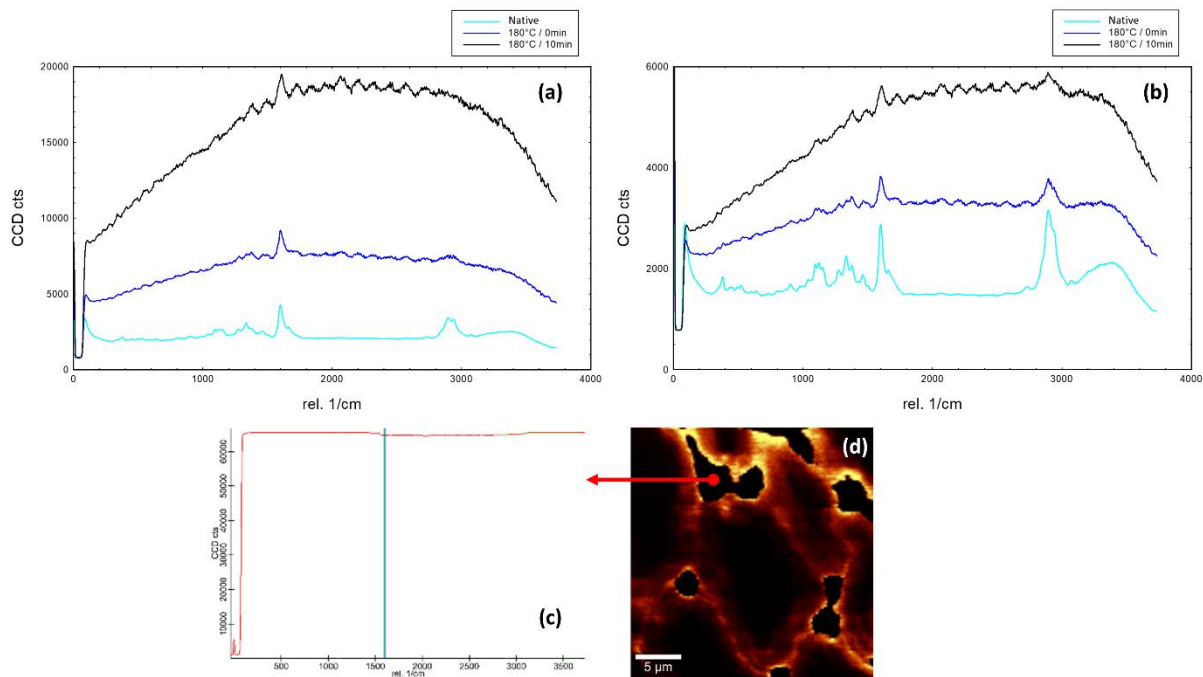 Native
180°C / 0min
180°C / 10min
Native
180°C / 0min
180°C / 10min
20000
15000
10000
5000
0
CCD cts
(a)
0
1000
2000
3000
4000
rel. 1/cm
6000
4000
2000
0
CCD cts
(b)
0
1000
2000
3000
4000
rel. 1/cm
60000
50000
40000
30000
20000
10000
CCD cts
(c)
500
1000
1500
2000
2500
3000
3500
rel. 1/cm
(d)
5 µm